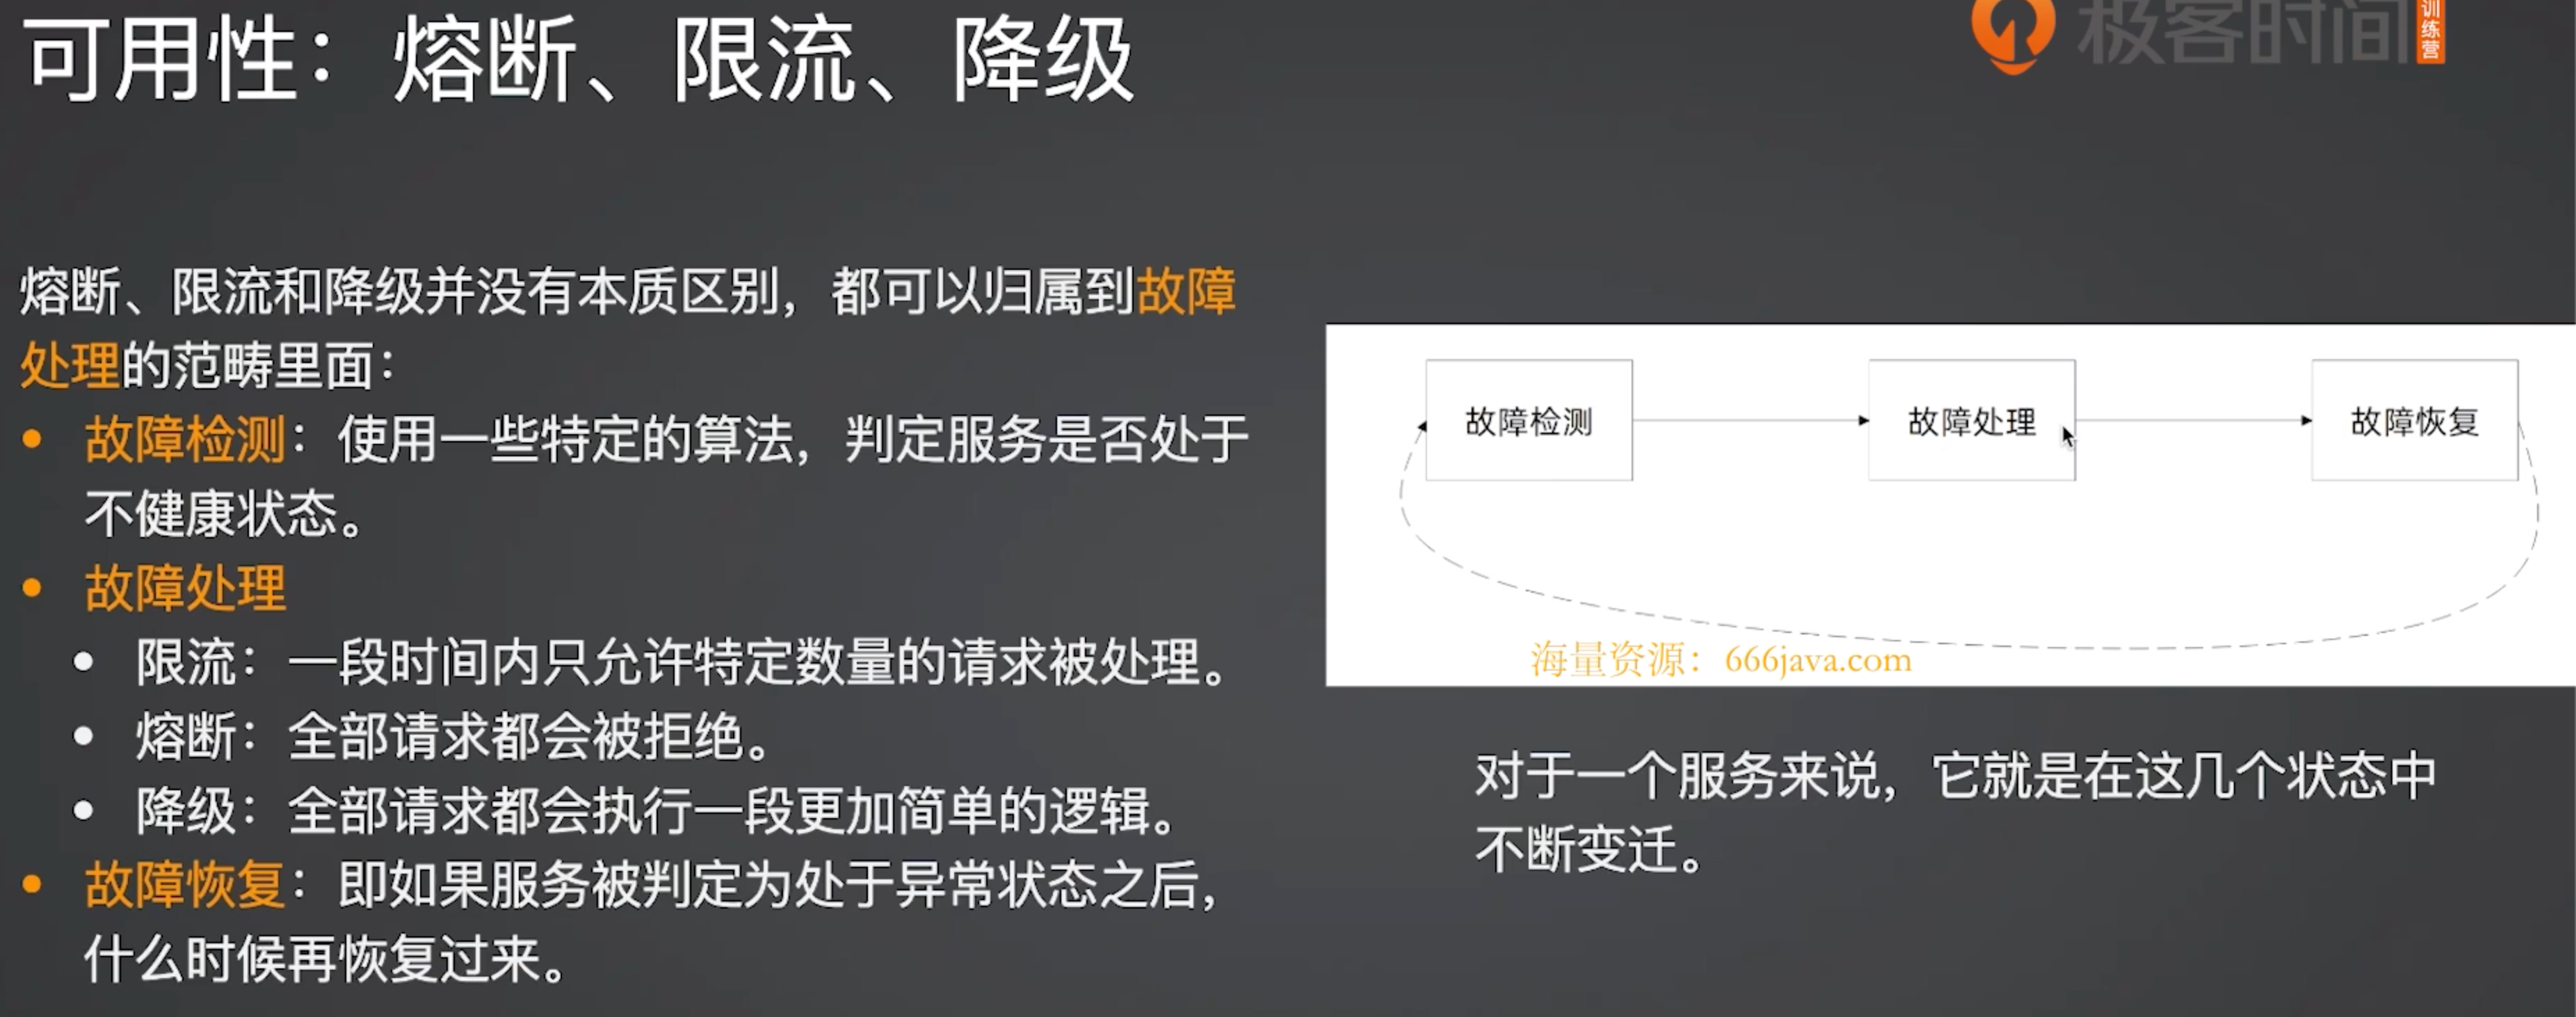 可用性：熔断、限流、降级
极客时间
训练营
熔断、限流和降级并没有本质区别，都可以归属到故障
处理的范畴里面：
• 故障检测：使用一些特定的算法，判定服务是否处于
不健康状态。
• 故障处理
• 限流：一段时间内只允许特定数量的请求被处理。
• 熔断：全部请求都会被拒绝。
• 降级：全部请求都会执行一段更加简单的逻辑。
• 故障恢复：即如果服务被判定为处于异常状态之后，
什么时候再恢复过来。
故障检测
故障处理
故障恢复
海量资源：666java.com
对于一个服务来说，它就是在这几个状态中
不断变迁。